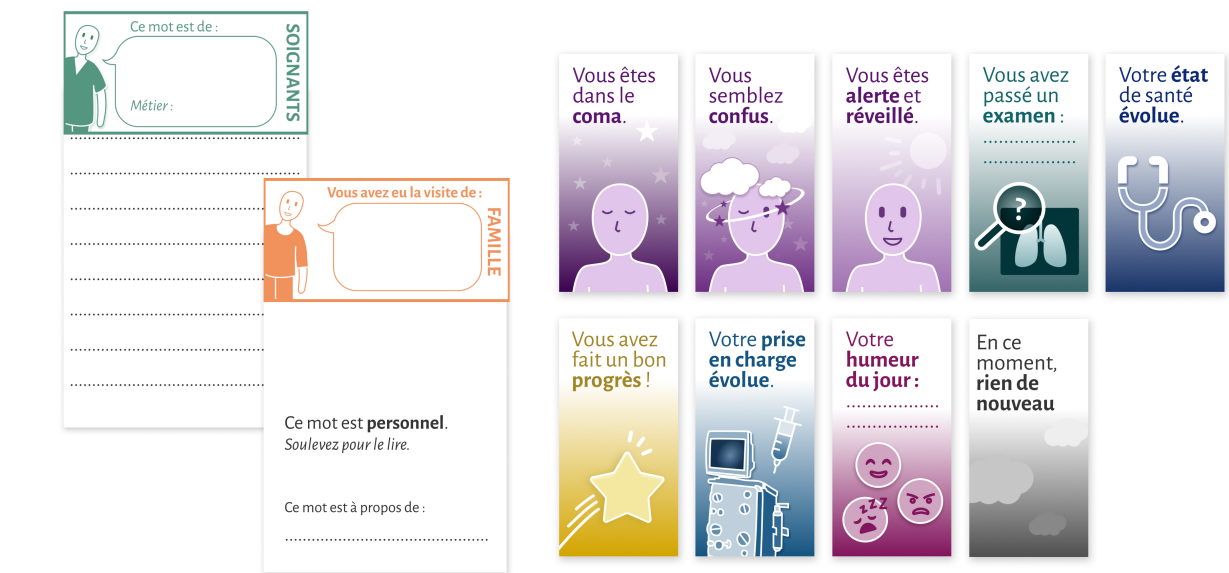 Ce mot est de :
Métier :
SOIGNANTS
Vous avez eu la visite de :
FAMILLE
Ce mot est personnel.
Soulevez pour le lire.
Ce mot est à propos de :
Vous êtes
dans le
coma.
Vous
semblez
confus.
Vous êtes
alerte et
réveillé.
Vous avez
passé un
examen :
?
Votre état
de santé
évolue.
Vous avez
fait un bon
progrès !
Votre prise
en charge
évolue.
Votre
humeur
du jour :
zZZ
En ce
moment,
rien de
nouveau